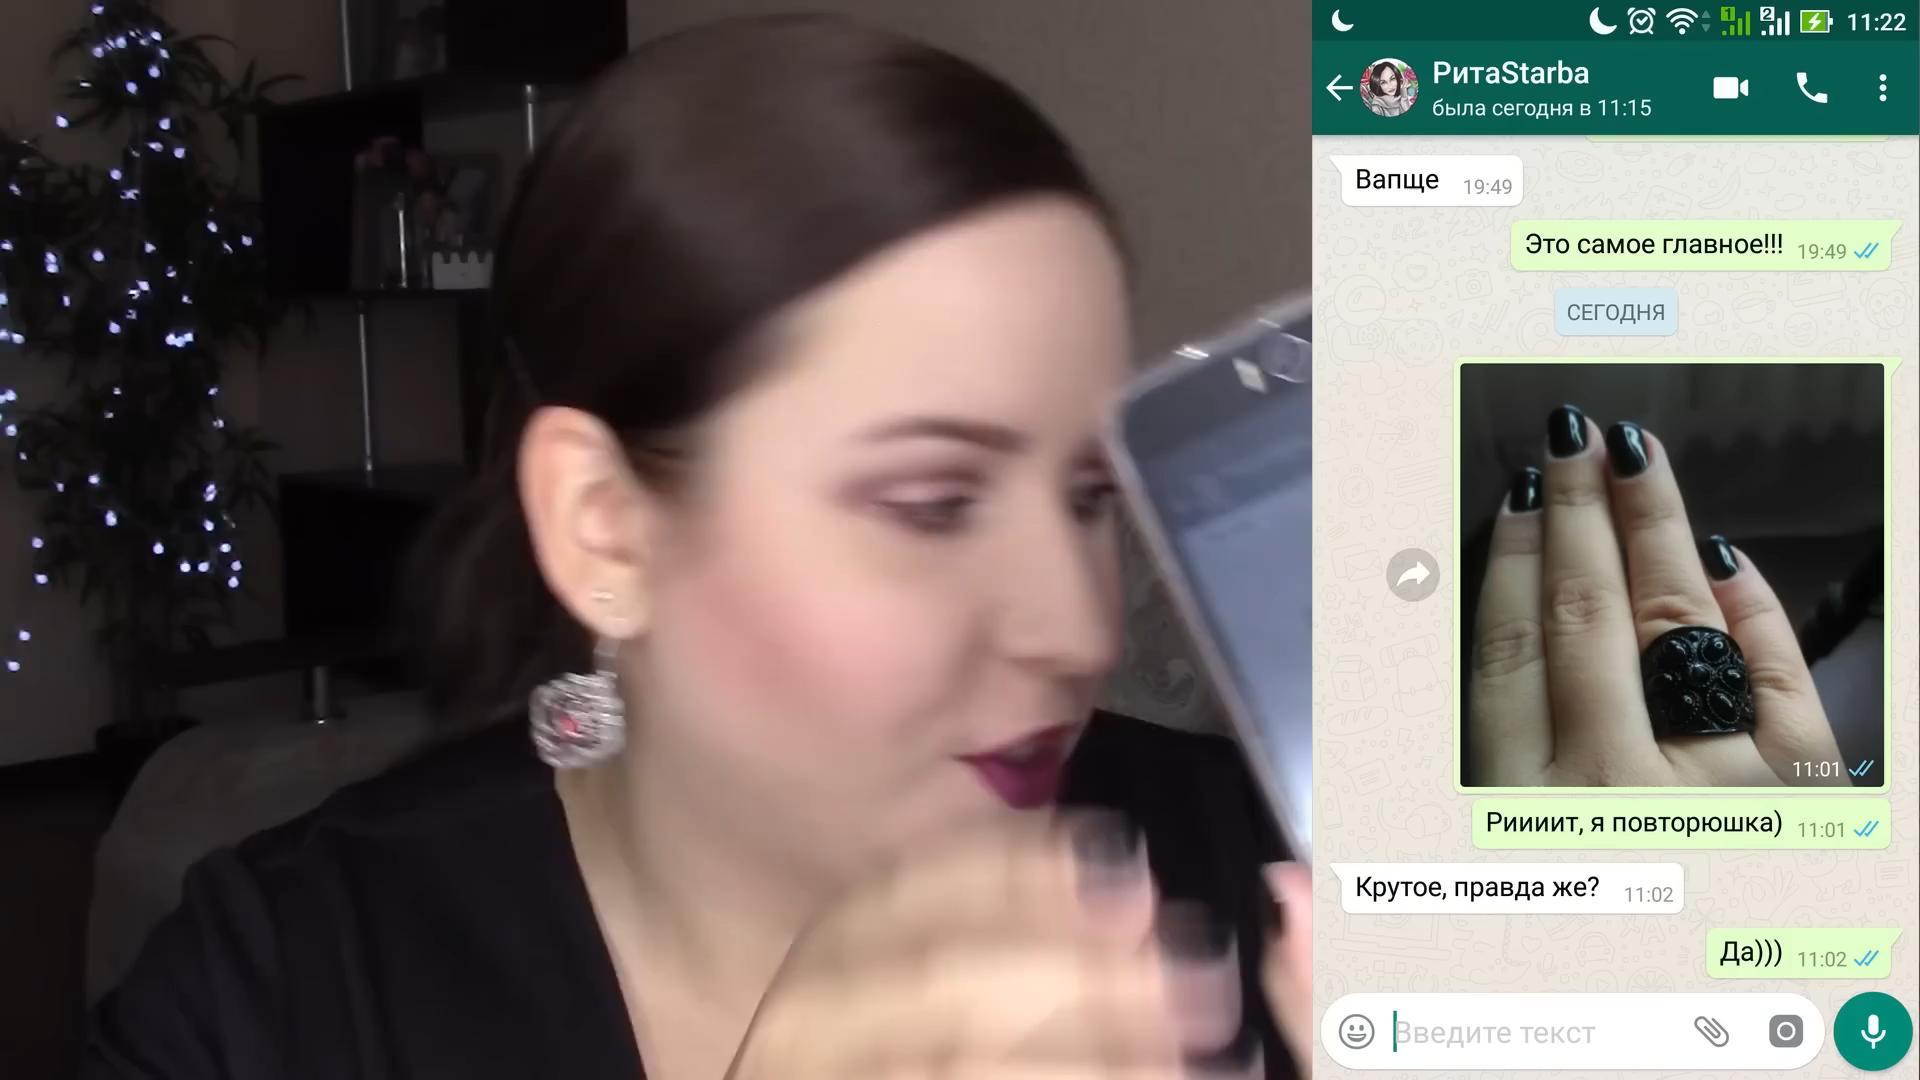 11:22
РитаStarba
была сегодня в 11:15
Вапще 19:49
Это самое главное!!! 19:49
СЕГОДНЯ
11:01
Риииит, я повторюшка) 11:01
Крутое, правда же? 11:02
Да))) 11:02
Введите текст